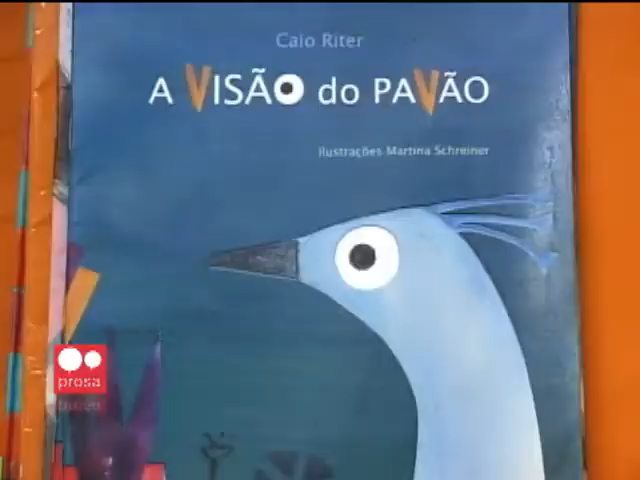 Caio Riter
A VISÃO do PAVÃO
Ilustrações Martina Schreiner
prosa